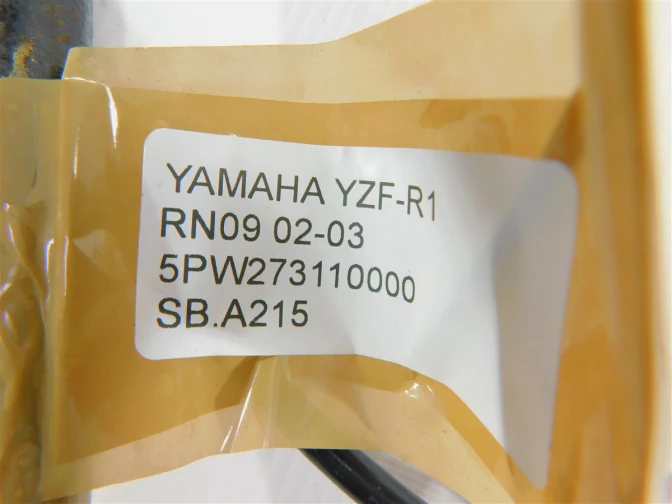 YAMAHA YZF-R1
RN09 02-03
5PW273110000
SB.A215